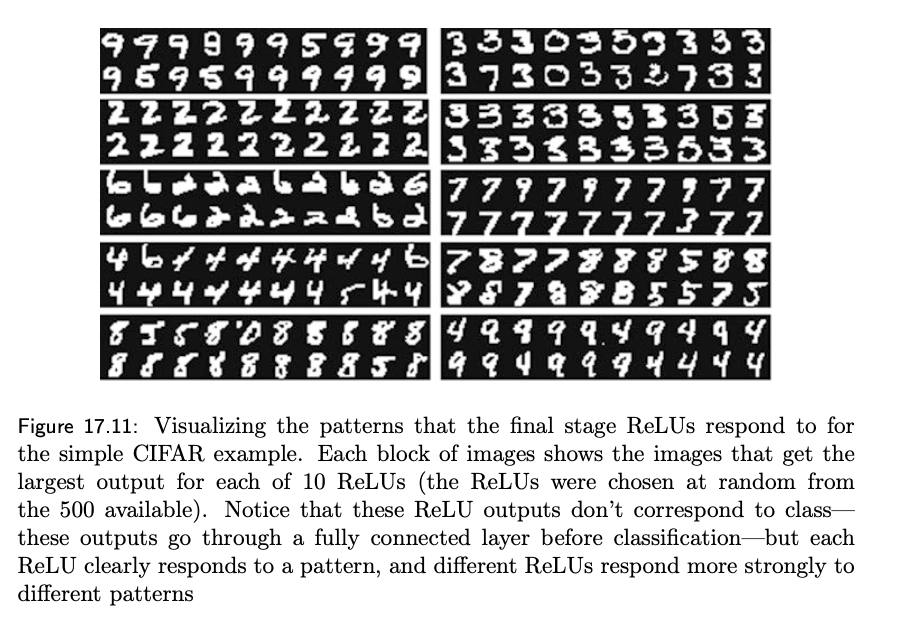 Figure 17.11: Visualizing the patterns that the final stage ReLUs respond to for
the simple CIFAR example. Each block of images shows the images that get the
largest output for each of 10 ReLUs (the ReLUs were chosen at random from
the 500 available). Notice that these ReLU outputs don't correspond to class—
these outputs go through a fully connected layer before classification—but each
ReLU clearly responds to a pattern, and different ReLUs respond more strongly to
different patterns